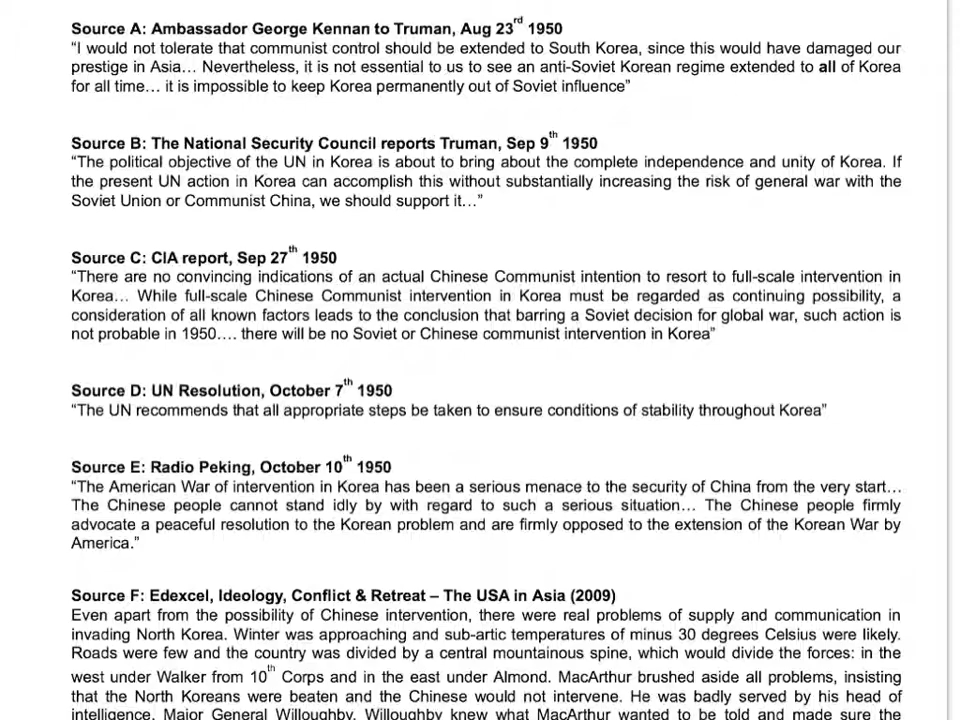 Source A: Ambassador George Kennan to Truman, Aug 23rd 1950
“I would not tolerate that communist control should be extended to South Korea, since this would have damaged our
prestige in Asia… Nevertheless, it is not essential to us to see an anti-Soviet Korean regime extended to all of Korea
for all time… it is impossible to keep Korea permanently out of Soviet influence”
Source B: The National Security Council reports Truman, Sep 9th 1950
“The political objective of the UN in Korea is about to bring about the complete independence and unity of Korea. If
the present UN action in Korea can accomplish this without substantially increasing the risk of general war with the
Soviet Union or Communist China, we should support it…”
Source C: CIA report, Sep 27th 1950
“There are no convincing indications of an actual Chinese Communist intention to resort to full-scale intervention in
Korea… While full-scale Chinese Communist intervention in Korea must be regarded as continuing possibility, a
consideration of all known factors leads to the conclusion that barring a Soviet decision for global war, such action is
not probable in 1950…. there will be no Soviet or Chinese communist intervention in Korea”
Source D: UN Resolution, October 7th 1950
“The UN recommends that all appropriate steps be taken to ensure conditions of stability throughout Korea”
Source E: Radio Peking, October 10th 1950
“The American War of intervention in Korea has been a serious menace to the security of China from the very start…
The Chinese people cannot stand idly by with regard to such a serious situation… The Chinese people firmly
advocate a peaceful resolution to the Korean problem and are firmly opposed to the extension of the Korean War by
America.”
Source F: Edexcel, Ideology, Conflict & Retreat – The USA in Asia (2009)
Even apart from the possibility of Chinese intervention, there were real problems of supply and communication in
invading North Korea. Winter was approaching and sub-artic temperatures of minus 30 degrees Celsius were likely.
Roads were few and the country was divided by a central mountainous spine, which would divide the forces: in the
west under Walker from 10th Corps and in the east under Almond. MacArthur brushed aside all problems, insisting
that the North Koreans were beaten and the Chinese would not intervene. He was badly served by his head of
intelligence, Major General Willoughby. Willoughby knew what MacArthur wanted to be told and made sure the